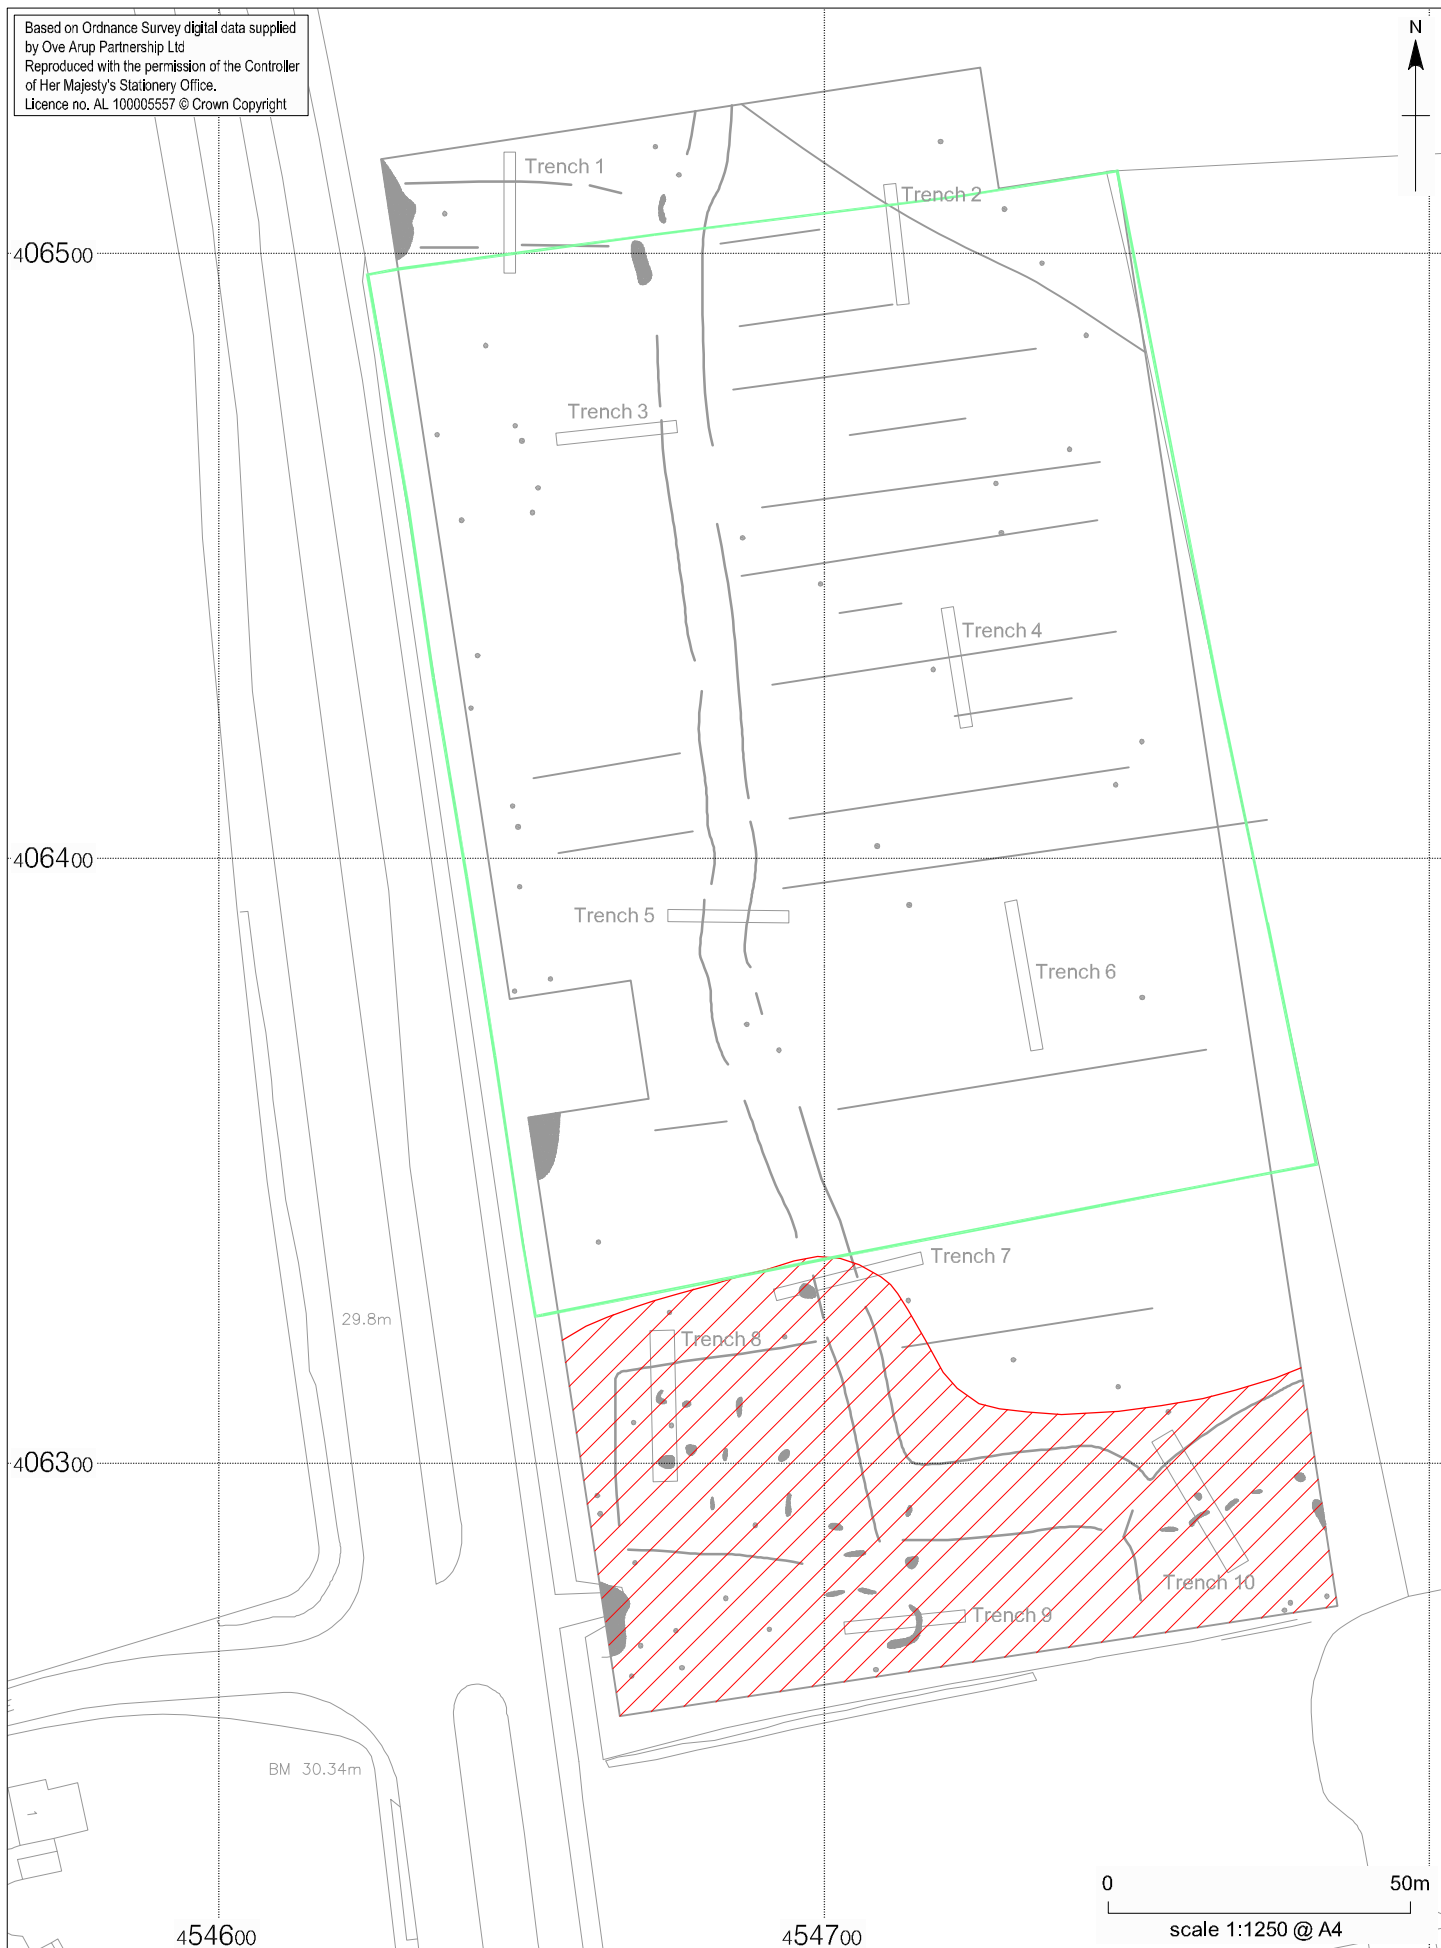 Based on Ordnance Survey digital data supplied
by Ove Arup Partnership Ltd
Reproduced with the permission of the Controller
of Her Majesty's Stationery Office.
Licence no. AL 100005557 © Crown Copyright
N
Trench 1
Trench 2
406500
Trench 3
Trench 4
406400
Trench 5
Trench 6
Trench 7
29.8m
Trench 8
406300
Trench 10
Trench 9
BM 30.34m
1
0 50m
scale 1:1250 @ A4
454600
454700